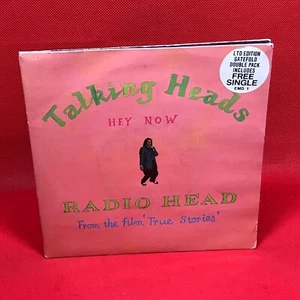 Talking Heads
HEY NOW
RADIO HEAD
From the film 'True Stories'
LTD EDITION
GATEFOLD
DOUBLE PACK
INCLUDES
FREE
SINGLE
EMD 1